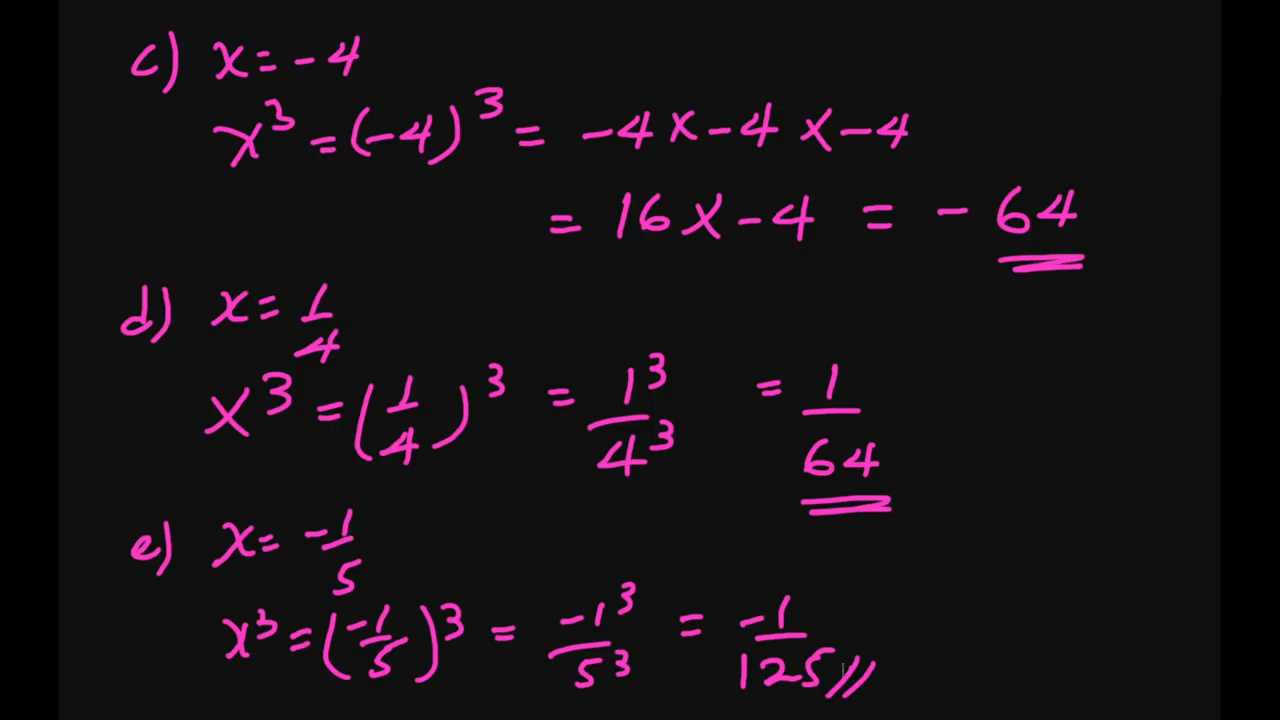 c) x = -4
x³ = (-4)³ = -4 x -4 x -4
= 16 x -4 = -64
d) x = 1/4
x³ = (1/4)³ = 1³/4³ = 1/64
e) x = -1/5
x³ = (-1/5)³ = -1³/5³ = -1/125//